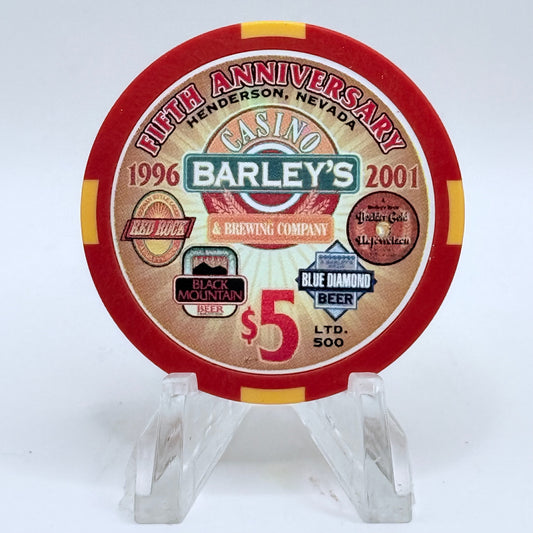 FIFTH ANNIVERSARY
HENDERSON, NEVADA
1996
CASINO
BARLEY'S
& BREWING COMPANY
2001
RED ROCK
BLACK
MOUNTAIN
BEER
BLUE DIAMOND
BEER
$5
LTD.
500